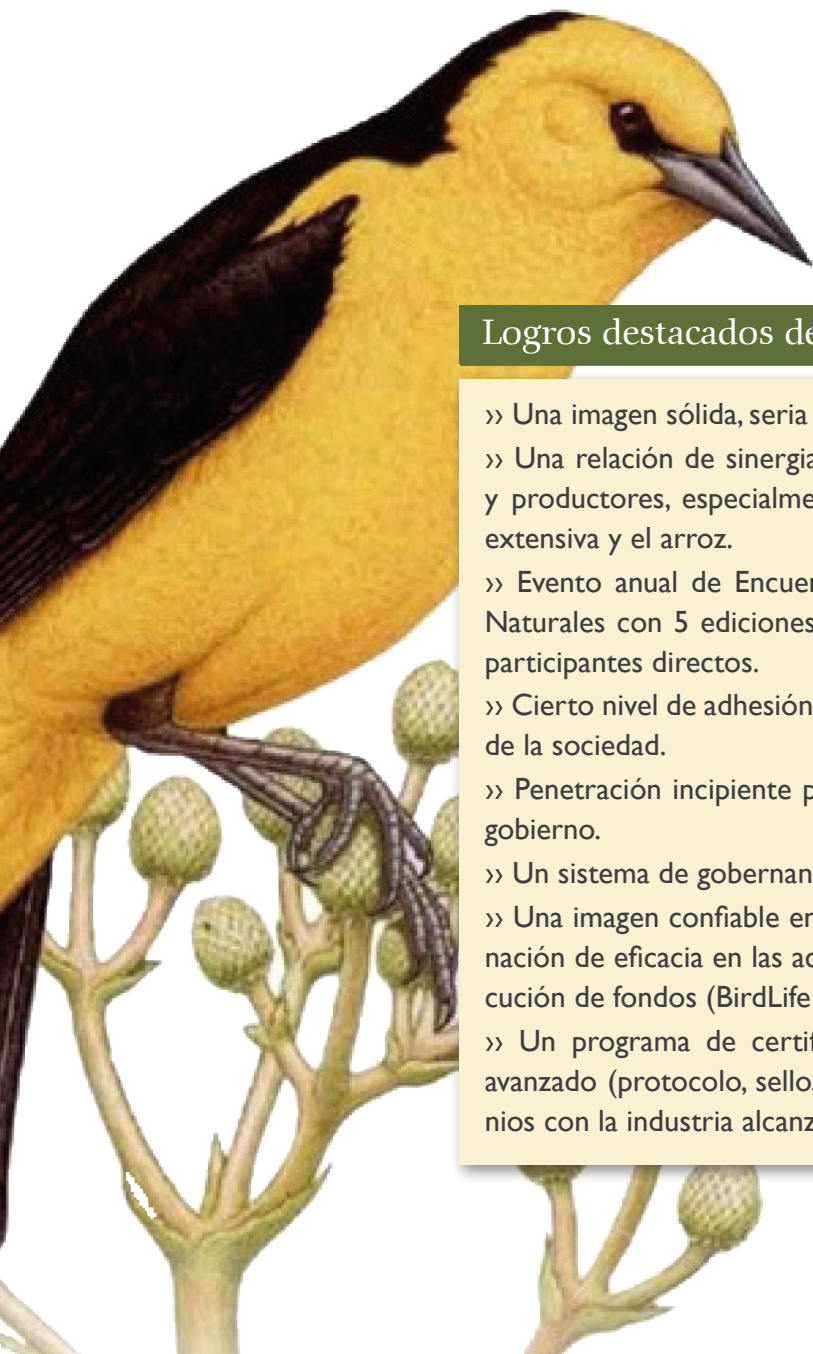 Logros destacados de
›› Una imagen sólida, seria
›› Una relación de sinergia
y productores, especialme
extensiva y el arroz.
›› Evento anual de Encuen
Naturales con 5 ediciones
participantes directos.
›› Cierto nivel de adhesión
de la sociedad.
›› Penetración incipiente p
gobierno.
›› Un sistema de gobernan
›› Una imagen confiable en
nación de eficacia en las ac
cución de fondos (BirdLife
›› Un programa de certif
avanzado (protocolo, sello,
nios con la industria alcanz